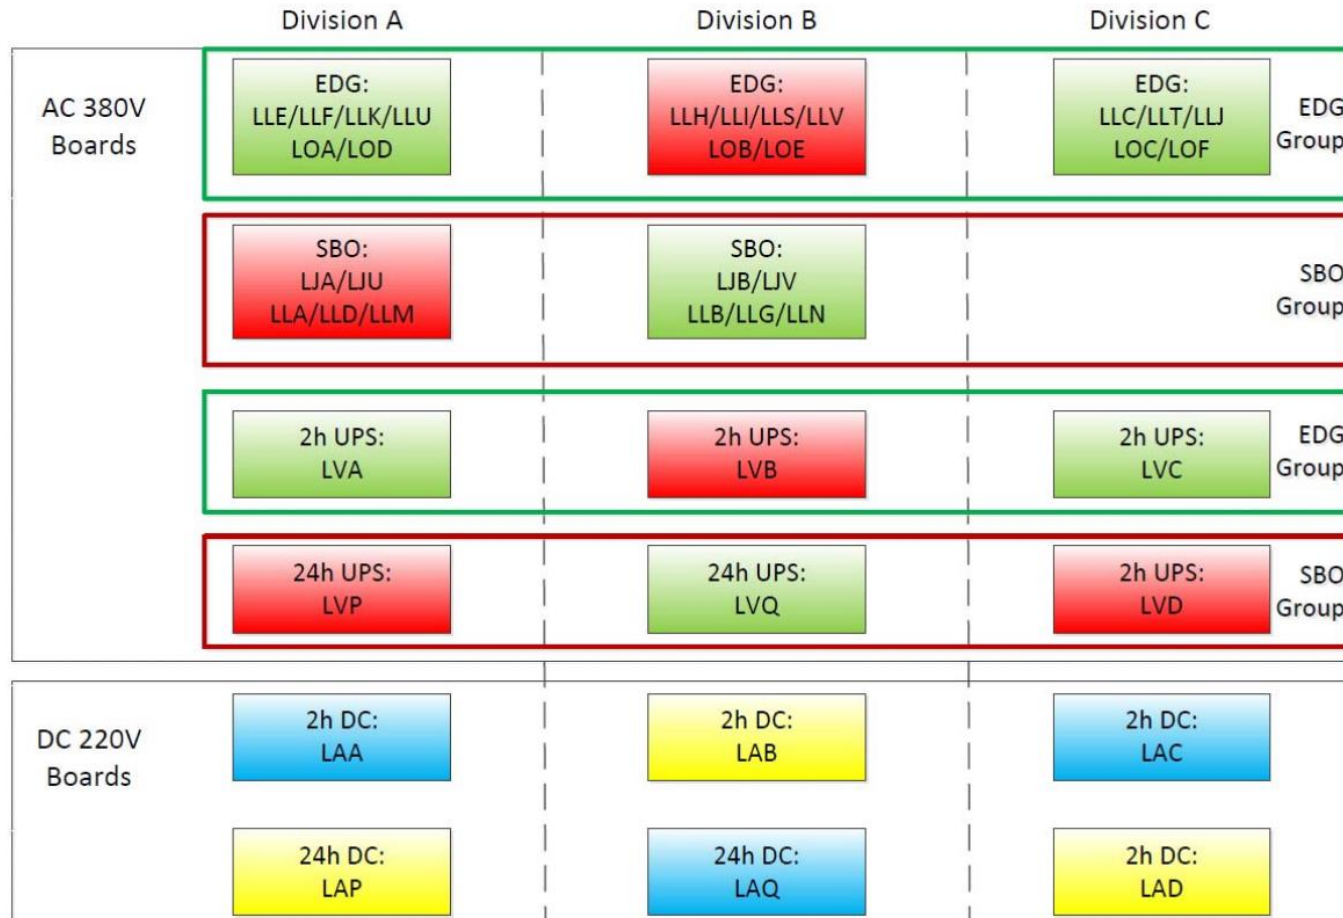 Division A
Division B
Division C
AC 380V
Boards
EDG:
LLE/LLF/LLK/LLU
LOA/LOD
EDG:
LLH/LLI/LLS/LLV
LOB/LOE
EDG:
LLC/LLT/LLJ
LOC/LOF
EDG
Group
SBO:
LJA/LJU
LLA/LLD/LLM
SBO:
LJB/LJV
LLB/LLG/LLN
SBO
Group
2h UPS:
LVA
2h UPS:
LVB
2h UPS:
LVC
EDG
Group
24h UPS:
LVP
24h UPS:
LVQ
2h UPS:
LVD
SBO
Group
DC 220V
Boards
2h DC:
LAA
2h DC:
LAB
2h DC:
LAC
24h DC:
LAP
24h DC:
LAQ
2h DC:
LAD